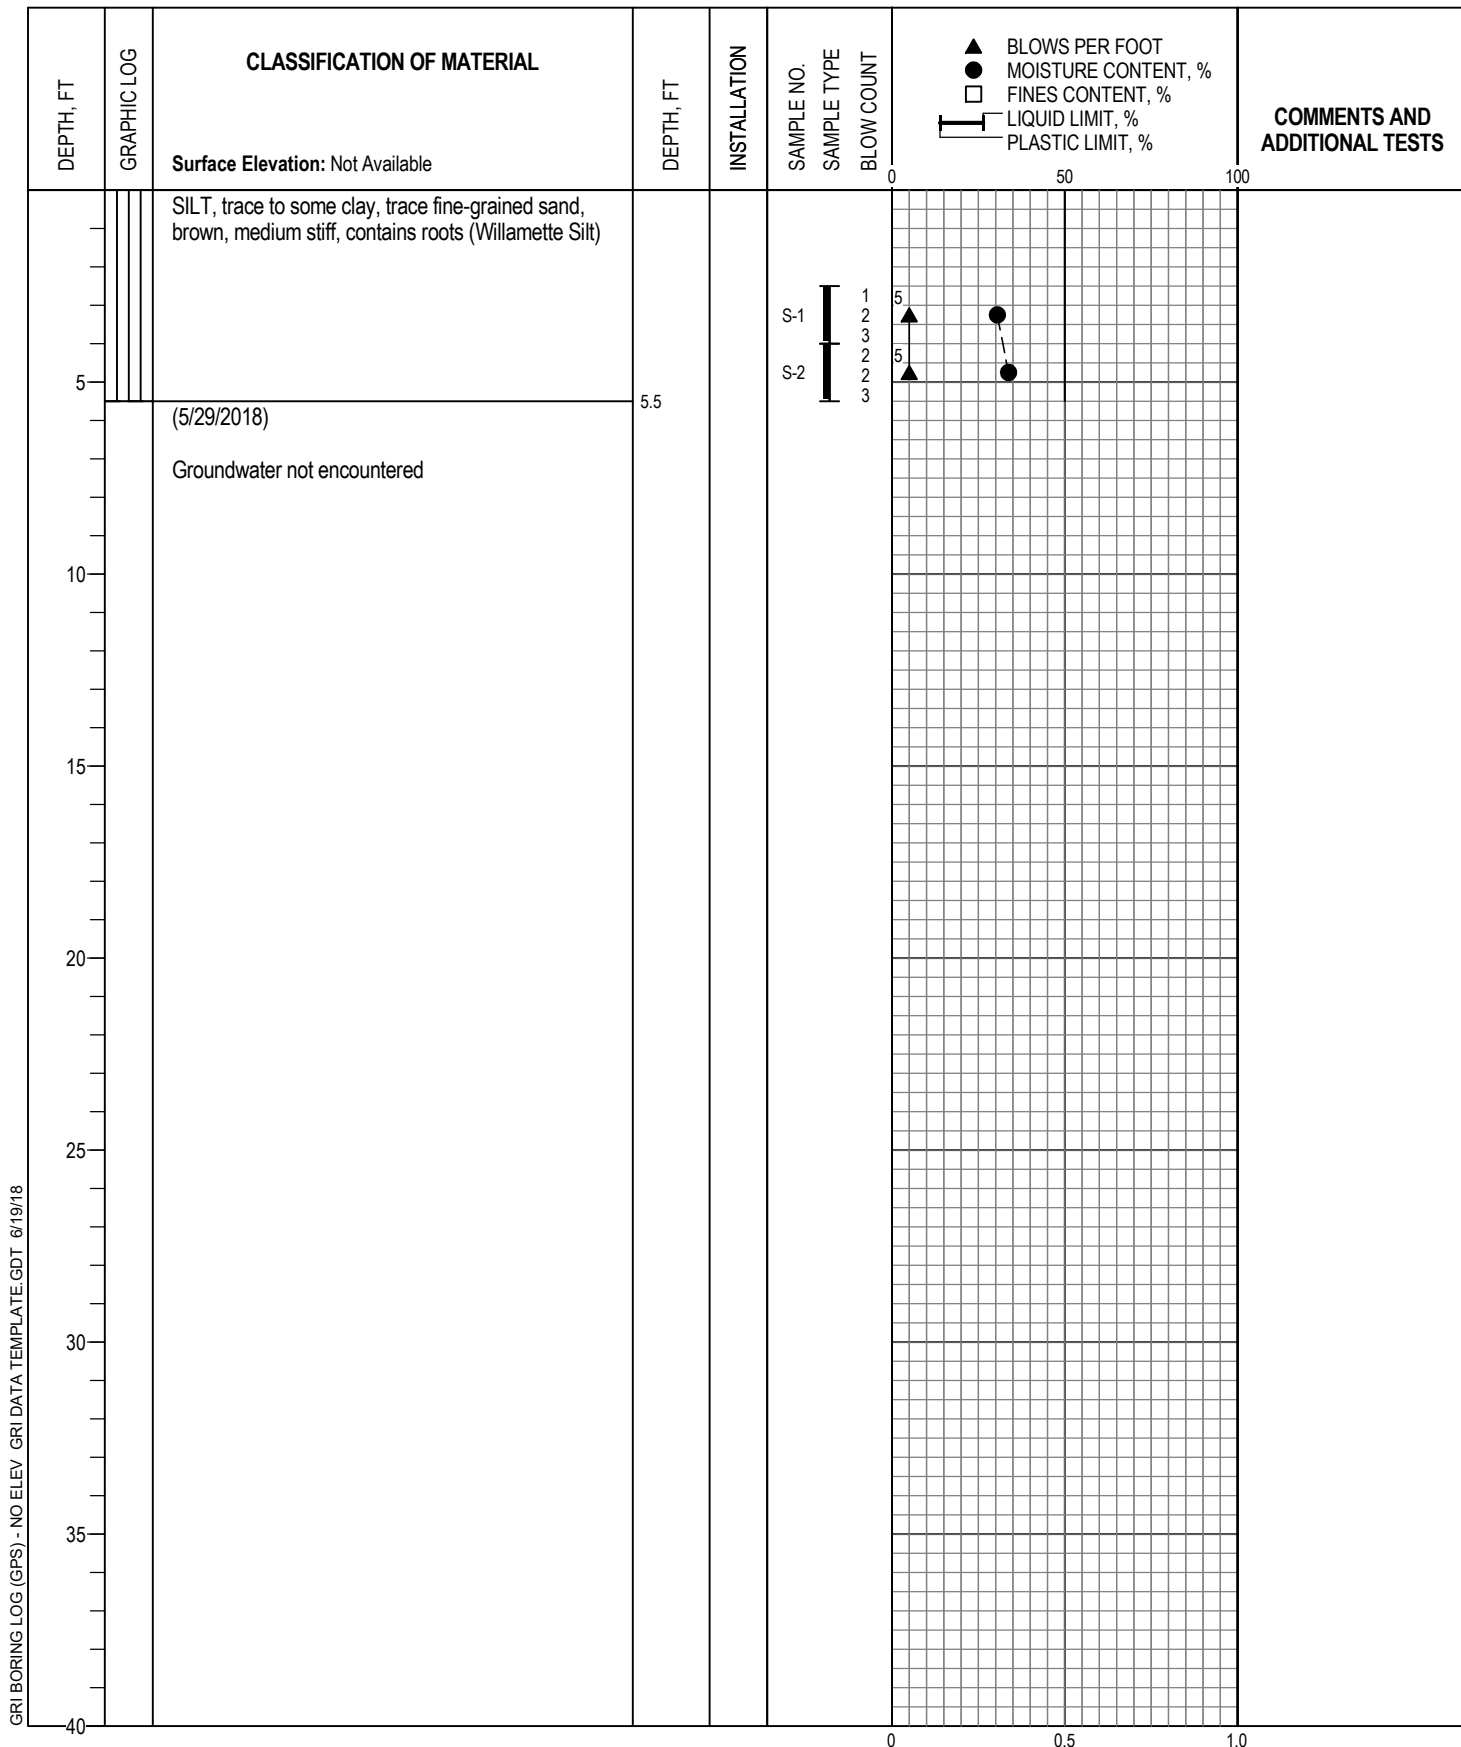 DEPTH, FT
GRAPHIC LOG
CLASSIFICATION OF MATERIAL
Surface Elevation: Not Available
DEPTH, FT
INSTALLATION
SAMPLE NO.
SAMPLE TYPE
BLOW COUNT
▲ BLOWS PER FOOT
● MOISTURE CONTENT, %
□ FINES CONTENT, %
LIQUID LIMIT, %
PLASTIC LIMIT, %
0 50 100
COMMENTS AND
ADDITIONAL TESTS
SILT, trace to some clay, trace fine-grained sand,
brown, medium stiff, contains roots (Willamette Silt)
S-1
1
2
3
5
S-2
2
2
3
5
5
5.5
(5/29/2018)
Groundwater not encountered
10
15
20
25
30
35
40
0 0.5 1.0
GRI BORING LOG (GPS) - NO ELEV GRI DATA TEMPLATE.GDT 6/19/18